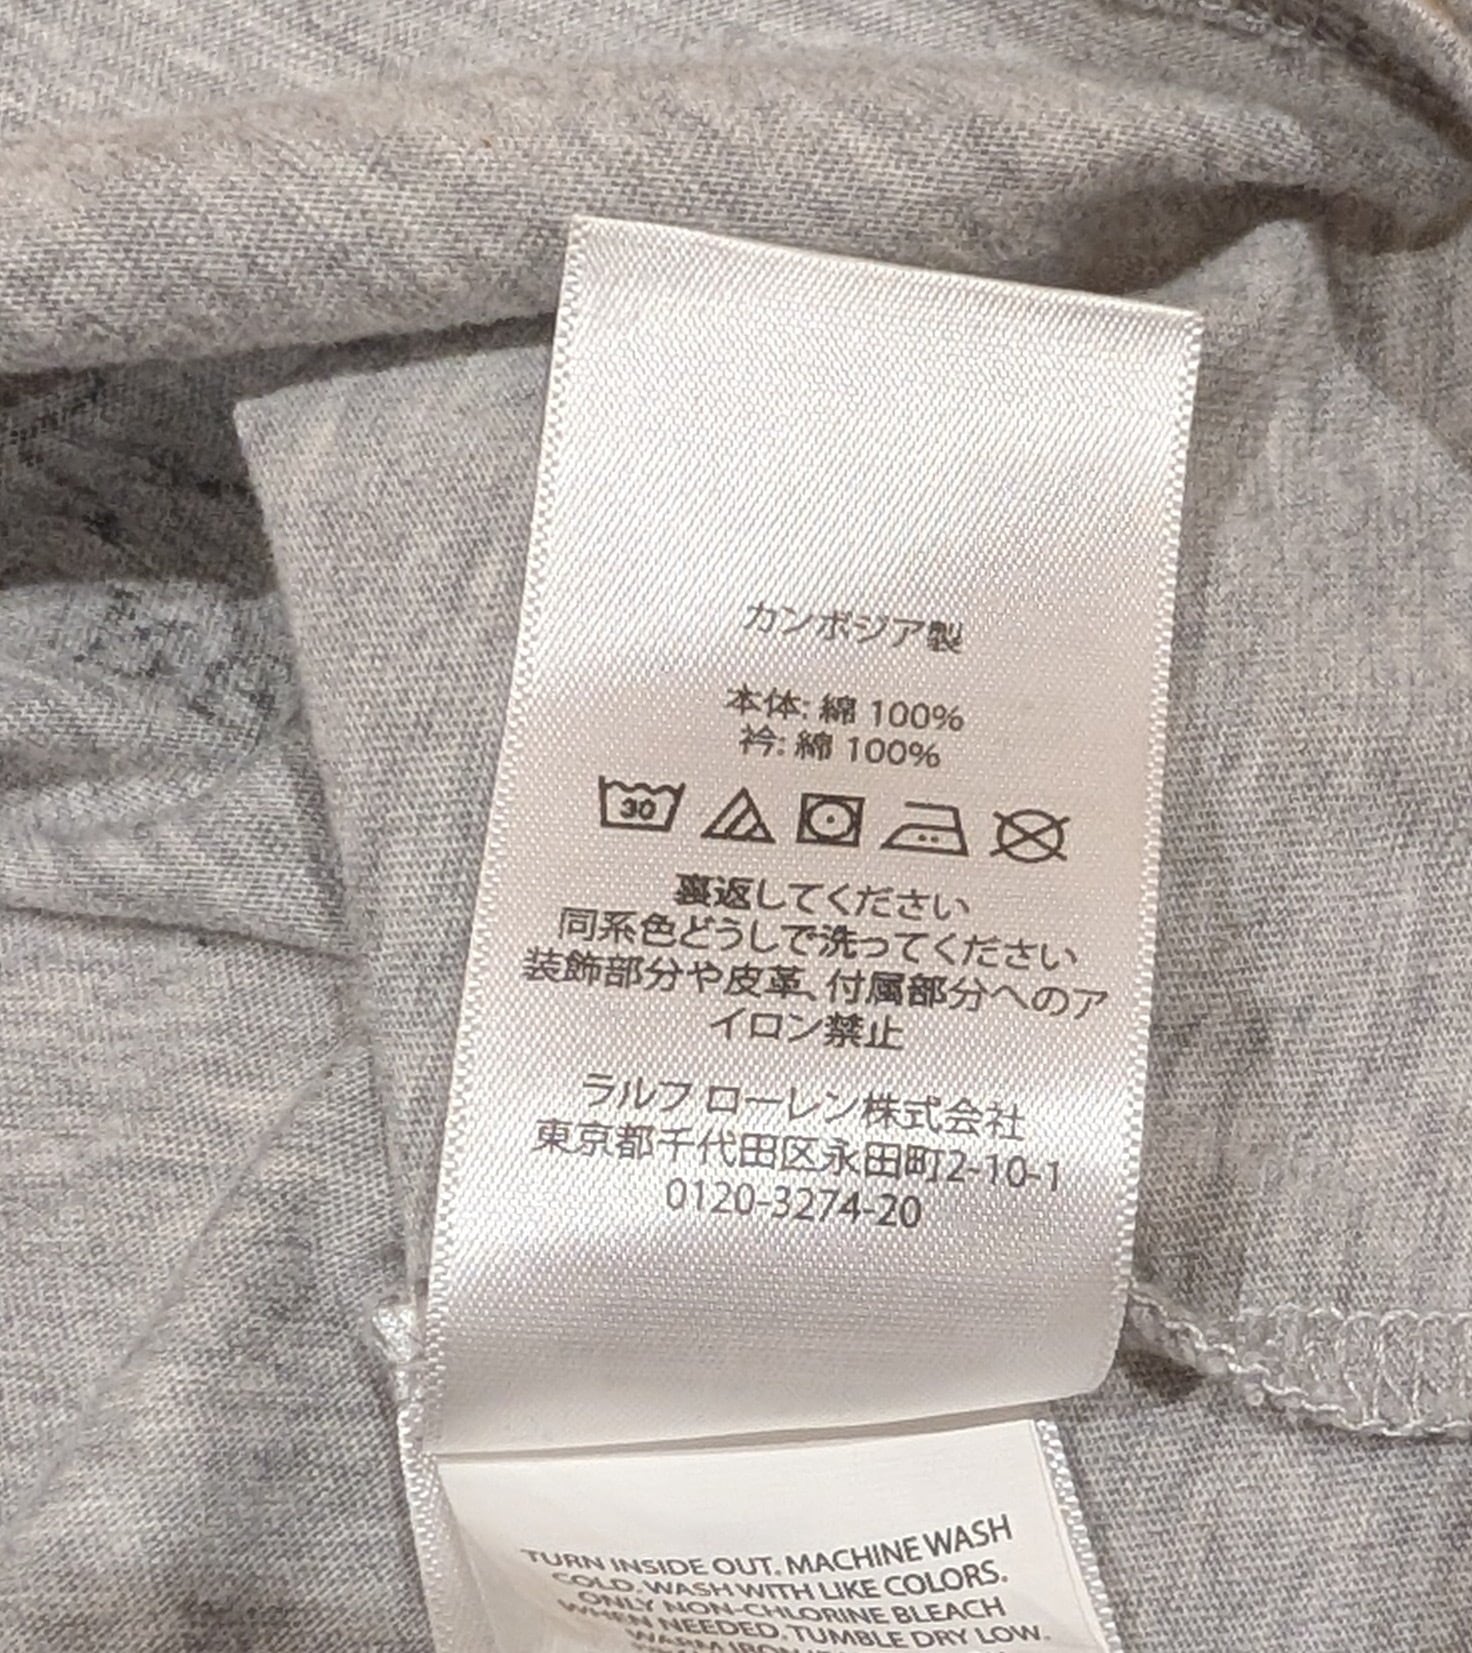 カンボジア製
本体: 綿 100%
衿: 綿 100%
30
裏返してください
同系色どうしで洗ってください
装飾部分や皮革、付属部分へのア
イロン禁止
ラルフ ローレン株式会社
東京都千代田区永田町2-10-1
0120-3274-20
TURN INSIDE OUT. MACHINE WASH
COLD. WASH WITH LIKE COLORS.
ONLY NON-CHLORINE BLEACH
WHEN NEEDED. TUMBLE DRY LOW.
WARM IRON